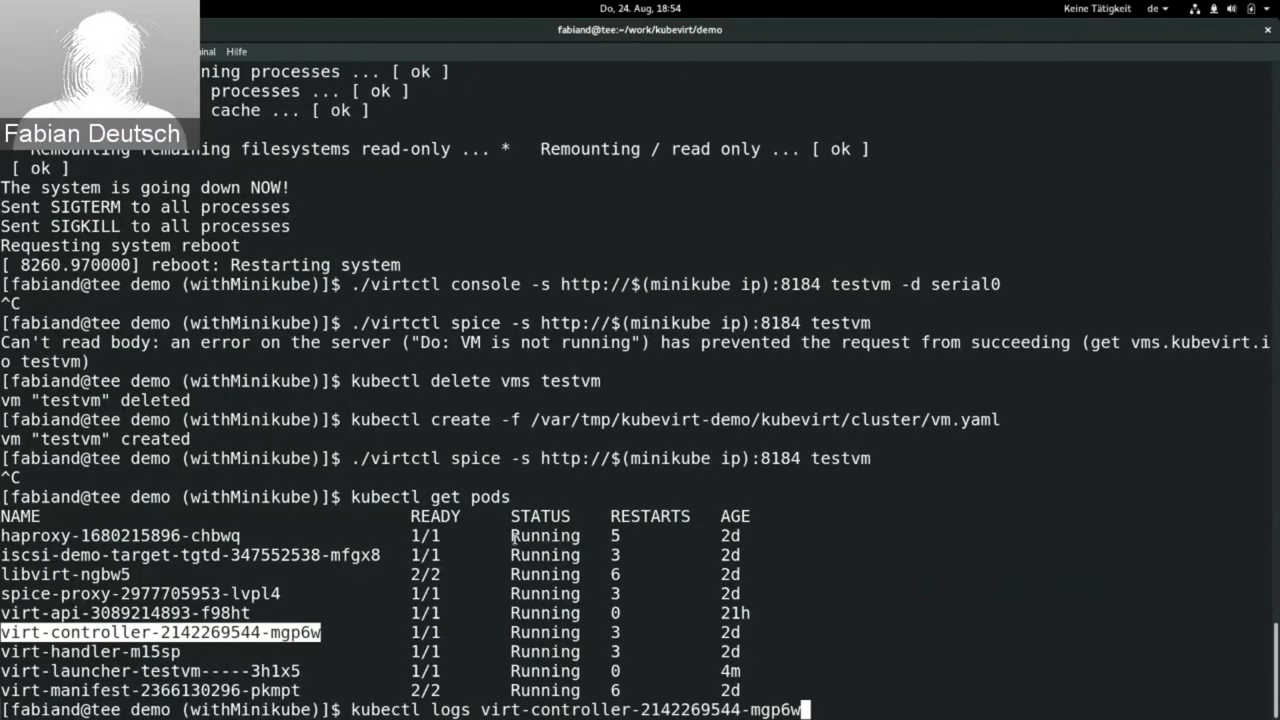 Do, 24. Aug, 18:54
Keine Tätigkeit de
fabiand@tee:~/work/kubevirt/demo
Hilfe
ning processes ... [ ok ]
processes ... [ ok ]
cache ... [ ok ]
Fabian Deutsch
Remounting remaining filesystems read-only ... *   Remounting / read only ... [ ok ]
[ ok ]
The system is going down NOW!
Sent SIGTERM to all processes
Sent SIGKILL to all processes
Requesting system reboot
[ 8260.970000] reboot: Restarting system
[fabiand@tee demo (withMinikube)]$ ./virtctl console -s http://$(minikube ip):8184 testvm -d serial0
^C
[fabiand@tee demo (withMinikube)]$ ./virtctl spice -s http://$(minikube ip):8184 testvm
Can't read body: an error on the server ("Do: VM is not running") has prevented the request from succeeding (get vms.kubevirt.i
o testvm)
[fabiand@tee demo (withMinikube)]$ kubectl delete vms testvm
vm "testvm" deleted
[fabiand@tee demo (withMinikube)]$ kubectl create -f /var/tmp/kubevirt-demo/kubevirt/cluster/vm.yaml
vm "testvm" created
[fabiand@tee demo (withMinikube)]$ ./virtctl spice -s http://$(minikube ip):8184 testvm
^C
[fabiand@tee demo (withMinikube)]$ kubectl get pods
NAME READY STATUS RESTARTS AGE
haproxy-1680215896-chbwq 1/1 Running 5 2d
iscsi-demo-target-tgtd-347552538-mfgx8 1/1 Running 3 2d
libvirt-ngbw5 2/2 Running 6 2d
spice-proxy-2977705953-lvpl4 1/1 Running 3 2d
virt-api-3089214893-f98ht 1/1 Running 0 21h
virt-controller-2142269544-mgp6w 1/1 Running 3 2d
virt-handler-m15sp 1/1 Running 3 2d
virt-launcher-testvm-----3h1x5 1/1 Running 0 4m
virt-manifest-2366130296-pkmpt 2/2 Running 6 2d
[fabiand@tee demo (withMinikube)]$ kubectl logs virt-controller-2142269544-mgp6w